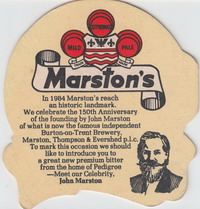 MILD
PALE
Marston's
In 1984 Marston's reach
an historic landmark.
We celebrate the 150th Anniversary
of the founding by John Marston
of what is now the famous independent
Burton-on-Trent Brewery,
Marston, Thompson & Evershed p.l.c.
To mark this occasion we should
like to introduce you to
a great new premium bitter
from the home of Pedigree
—Meet our Celebrity,
John Marston